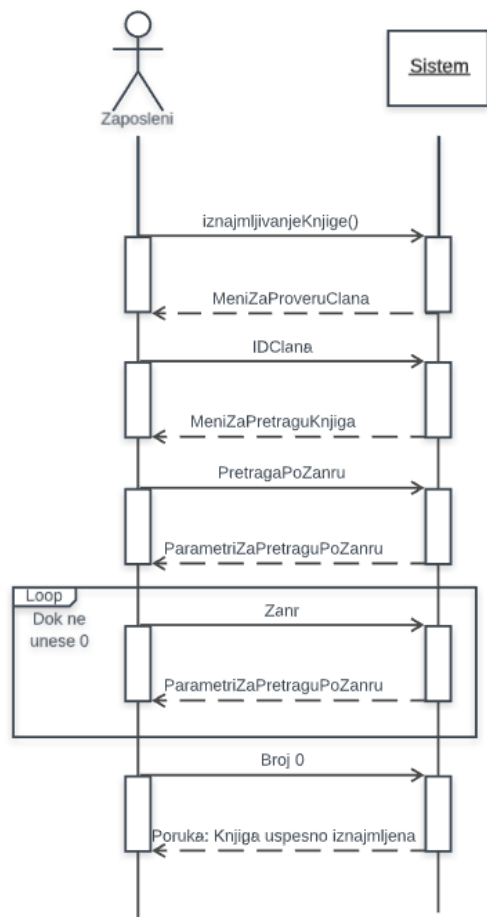 Zaposleni
Sistem
iznajmljivanjeKnjige()
MeniZaProveruClana
IDClana
MeniZaPretraguKnjiga
PretragaPoZanru
ParametriZaPretraguPoZanru
Loop
Dok ne
unese 0
Zanr
ParametriZaPretraguPoZanru
Broj 0
Poruka: Knjiga uspesno iznajmljena